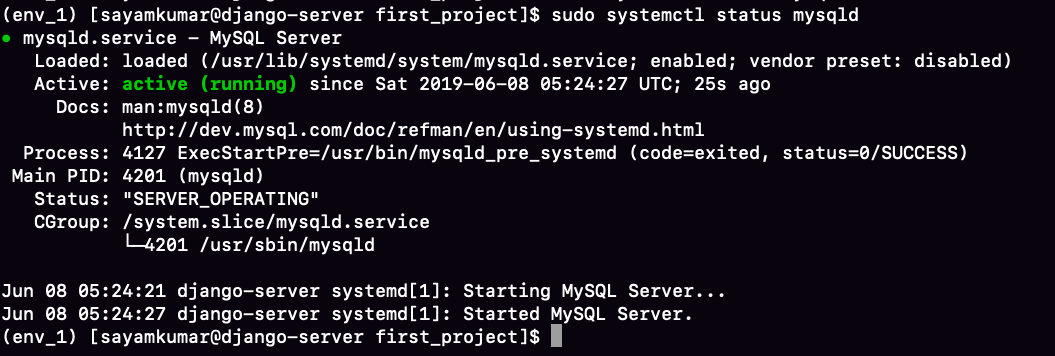 (env_1) [sayamkumar@django-server first_project]$ sudo systemctl status mysqld
● mysqld.service - MySQL Server
   Loaded: loaded (/usr/lib/systemd/system/mysqld.service; enabled; vendor preset: disabled)
   Active: active (running) since Sat 2019-06-08 05:24:27 UTC; 25s ago
     Docs: man:mysqld(8)
           http://dev.mysql.com/doc/refman/en/using-systemd.html
  Process: 4127 ExecStartPre=/usr/bin/mysqld_pre_systemd (code=exited, status=0/SUCCESS)
 Main PID: 4201 (mysqld)
   Status: "SERVER_OPERATING"
   CGroup: /system.slice/mysqld.service
           └─4201 /usr/sbin/mysqld

Jun 08 05:24:21 django-server systemd[1]: Starting MySQL Server...
Jun 08 05:24:27 django-server systemd[1]: Started MySQL Server.
(env_1) [sayamkumar@django-server first_project]$